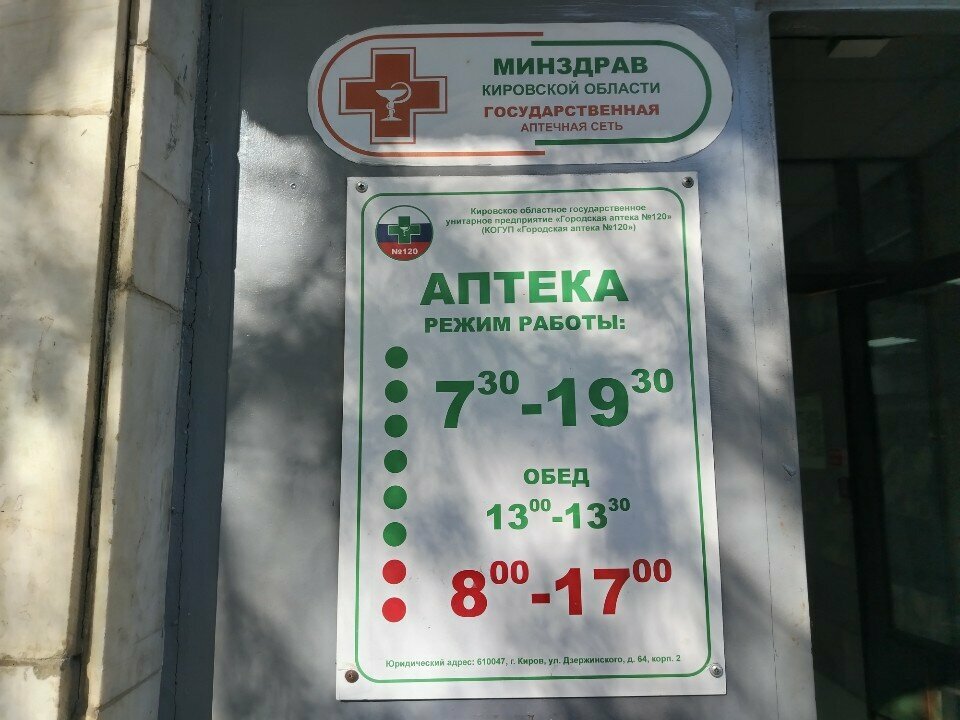 МИНЗДРАВ
КИРОВСКОЙ ОБЛАСТИ
ГОСУДАРСТВЕННАЯ
АПТЕЧНАЯ СЕТЬ
Кировское областное государственное
унитарное предприятие «Городская аптека №120»
(КОГУП «Городская аптека №120»)
№120
АПТЕКА
РЕЖИМ РАБОТЫ:
7³⁰-19³⁰
ОБЕД
13⁰⁰-13³⁰
8⁰⁰-17⁰⁰
Юридический адрес: 610047, г. Киров, ул. Дзержинского, д. 64, корп. 2